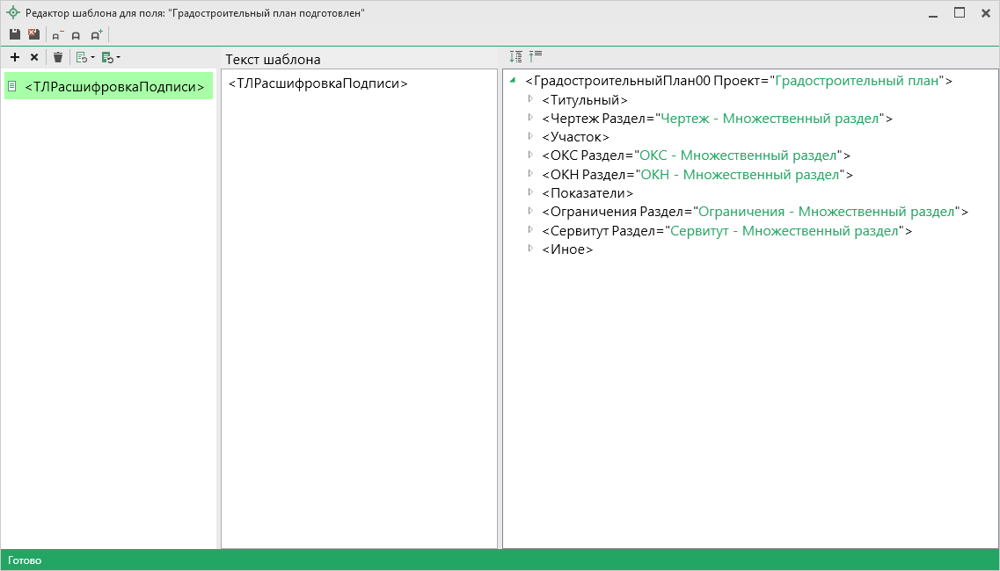 Редактор шаблона для поля: "Градостроительный план подготовлен"
Текст шаблона
<ТЛРасшифровкаПодписи>
<ТЛРасшифровкаПодписи>
<ГрадостроительныйПлан00 Проект="Градостроительный план">
<Титульный>
<Чертеж Раздел="Чертеж - Множественный раздел">
<Участок>
<ОКС Раздел="ОКС - Множественный раздел">
<ОКН Раздел="ОКН - Множественный раздел">
<Показатели>
<Ограничения Раздел="Ограничения - Множественный раздел">
<Сервитут Раздел="Сервитут - Множественный раздел">
<Иное>
Готово